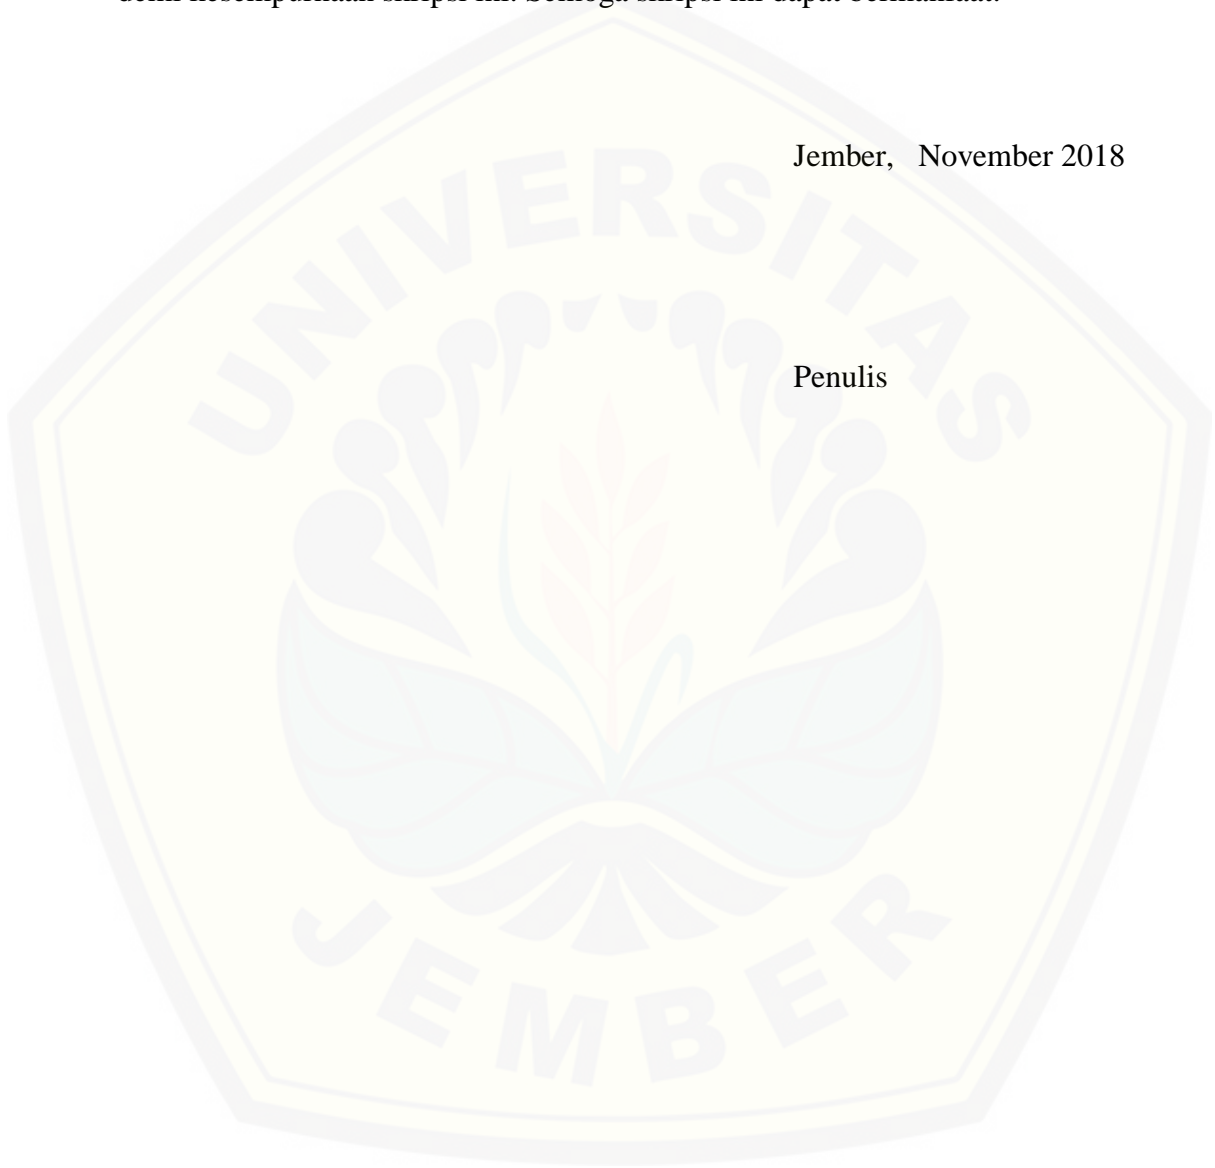 demi kesempurnaan skripsi ini. Semoga skripsi ini dapat bermanfaat.
Jember, November 2018
Penulis
UNIVERSITAS
JEMBER